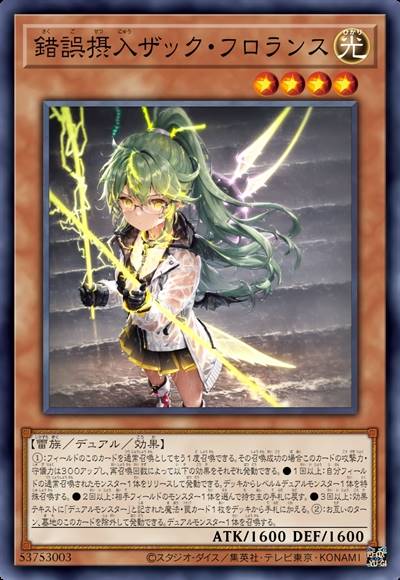 さくごせつにゅう
錯誤摂入ザック・フロランス
ひかり
光
【雷族／デュアル／効果】
①：フィールドのこのカードを通常召喚としてもう１度召喚できる。その召喚成功の場合このカードの攻撃力・
守備力は３００アップし、再召喚回数によって以下の効果をそれぞれ発動できる。●１回以上：自分フィール
ドの通常召喚されたモンスター１体をリリースして発動できる。デッキからレベル４デュアルモンスター１体を特
殊召喚する。●２回以上：相手フィールドのモンスター１体を選んで持ち主の手札に戻す。●３回以上：効果
テキストに「デュアルモンスター」と記された魔法・罠カード１枚をデッキから手札に加える。②：お互いのター
ン、墓地のこのカードを除外して発動できる。デュアルモンスター１体を召喚する。
ATK/1600 DEF/1600
53753003
©スタジオ・ダイス／集英社・テレビ東京・KONAMI